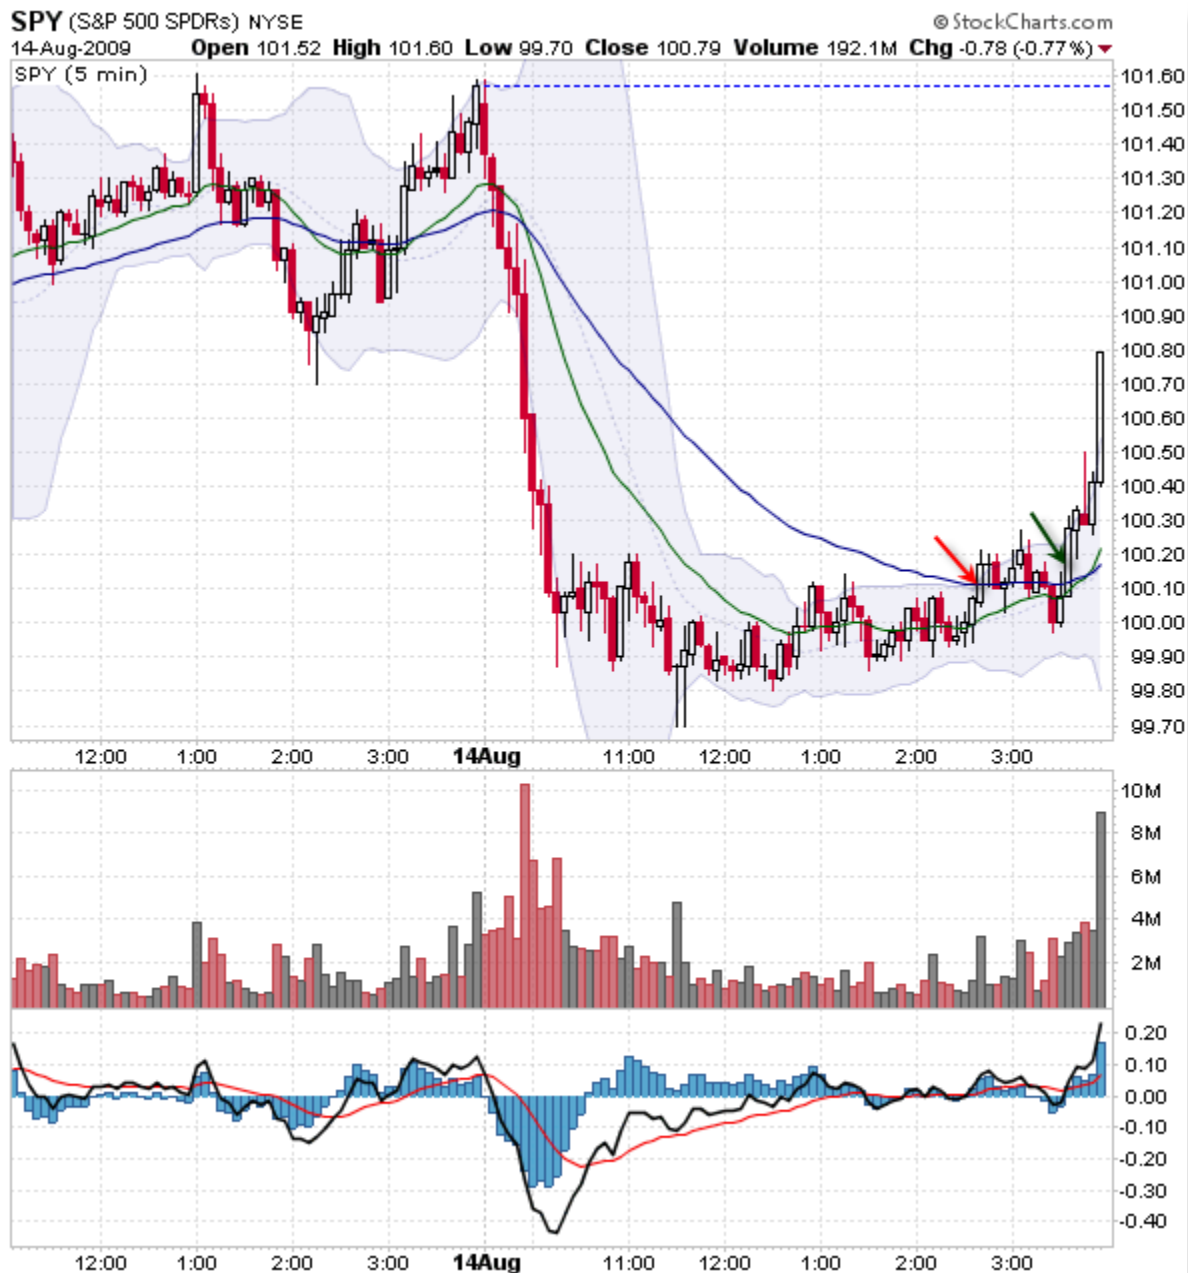 SPY (S&P 500 SPDRs) NYSE © StockCharts.com
14-Aug-2009 Open 101.52 High 101.60 Low 99.70 Close 100.79 Volume 192.1M Chg -0.78 (-0.77%)
SPY (5 min)
101.60
101.50
101.40
101.30
101.20
101.10
101.00
100.90
100.80
100.70
100.60
100.50
100.40
100.30
100.20
100.10
100.00
99.90
99.80
99.70
12:00 1:00 2:00 3:00 14Aug 11:00 12:00 1:00 2:00 3:00
10M
8M
6M
4M
2M
0.20
0.10
0.00
-0.10
-0.20
-0.30
-0.40
12:00 1:00 2:00 3:00 14Aug 11:00 12:00 1:00 2:00 3:00